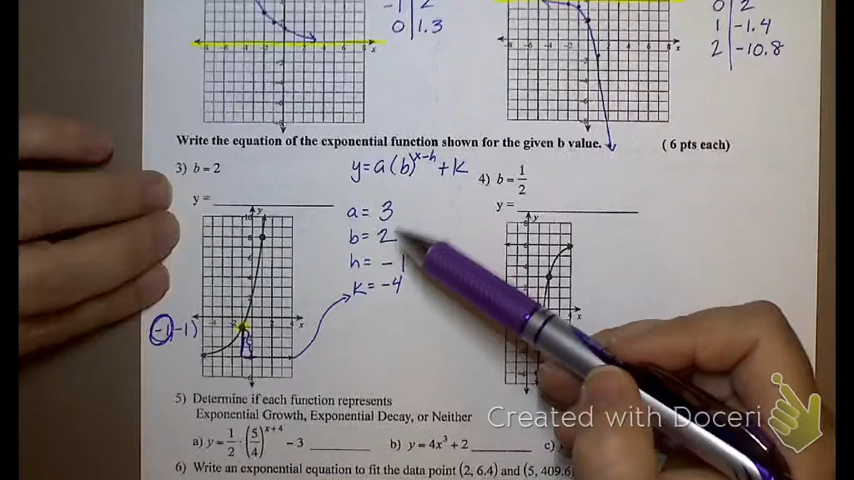 -1 | 2
0 | 1.3
0 | 2
1 | -1.4
2 | -10.8
Write the equation of the exponential function shown for the given b value. ( 6 pts each)
3) b = 2
y = a(b)^x-h + K
4) b = 1/2
y =
y =
a = 3
b = 2
h = -1
K = -4
(-1,-1)
5) Determine if each function represents
Exponential Growth, Exponential Decay, or Neither
Created with Doceri
a) y = 1/2 · (5/4)^x+4 - 3
b) y = 4x^3 + 2
c)
6) Write an exponential equation to fit the data point (2, 6.4) and (5, 409.6